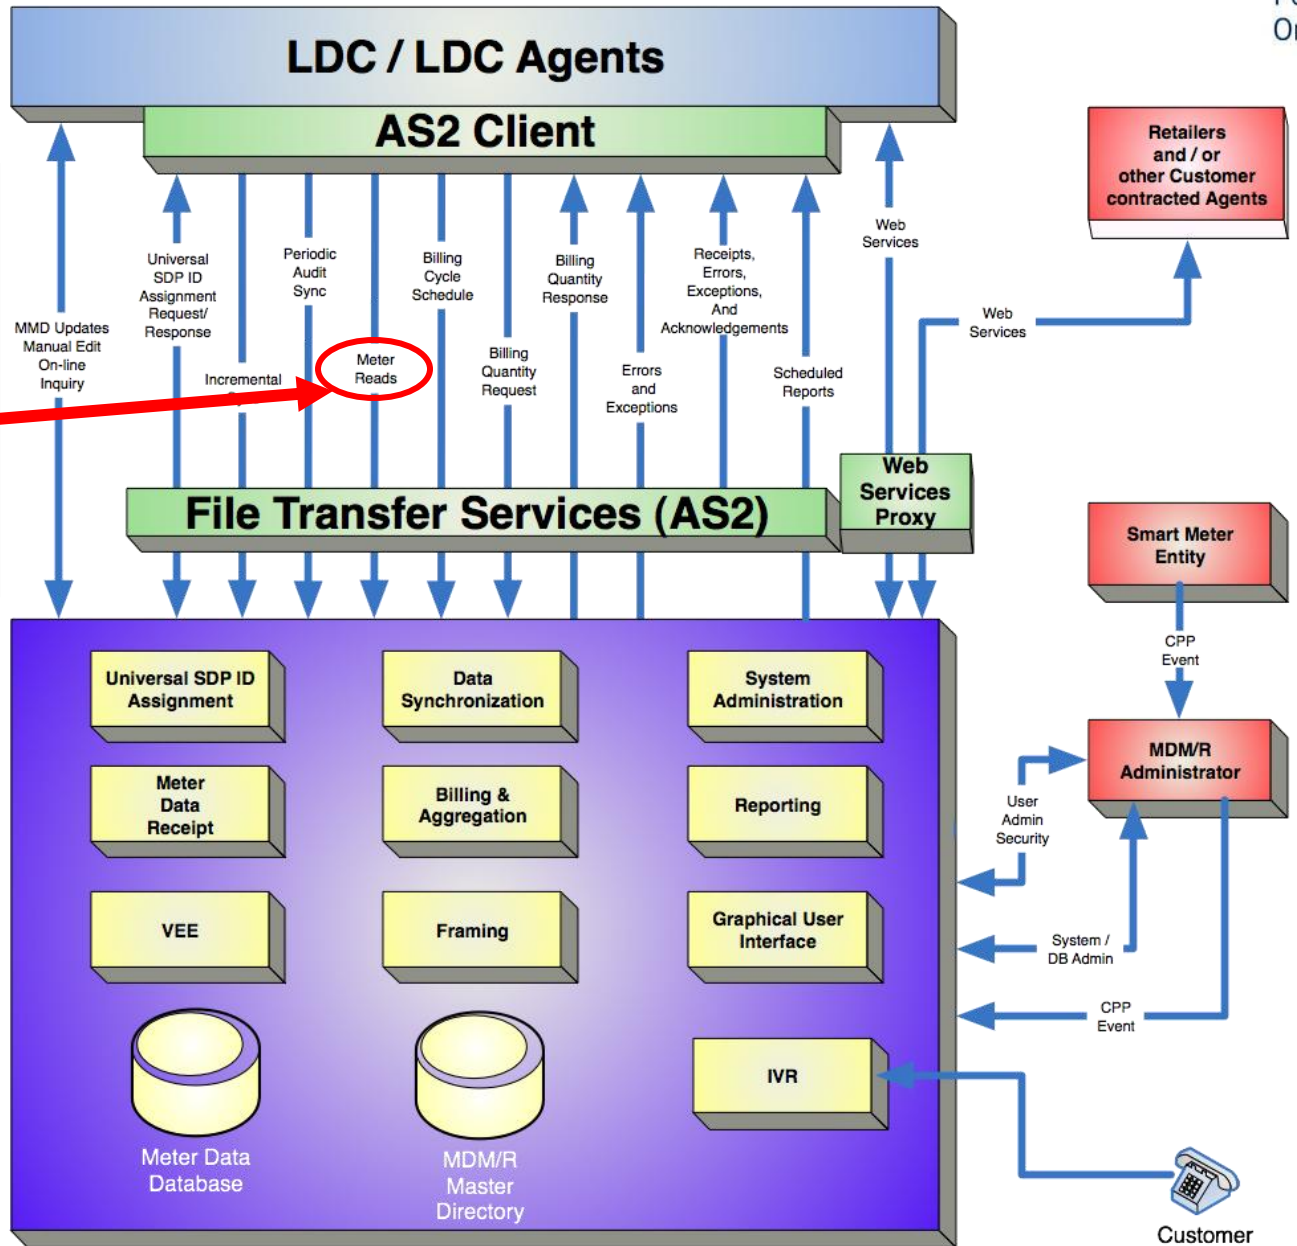 LDC / LDC Agents
AS2 Client
Retailers
and / or
other Customer
contracted Agents
Web
Services
Universal
SDP ID
Assignment
Request/
Response
Periodic
Audit
Sync
Billing
Cycle
Schedule
Billing
Quantity
Response
Receipts,
Errors,
Exceptions,
And
Acknowledgements
Web
Services
MMD Updates
Manual Edit
On-line
Inquiry
Incremental
Meter
Reads
Billing
Quantity
Request
Errors
and
Exceptions
Scheduled
Reports
File Transfer Services (AS2)
Web
Services
Proxy
Smart Meter
Entity
CPP
Event
MDM/R
Administrator
Universal SDP ID
Assignment
Data
Synchronization
System
Administration
Meter
Data
Receipt
Billing &
Aggregation
Reporting
User
Admin
Security
VEE
Framing
Graphical User
Interface
System /
DB Admin
CPP
Event
IVR
Meter Data
Database
MDM/R
Master
Directory
Customer